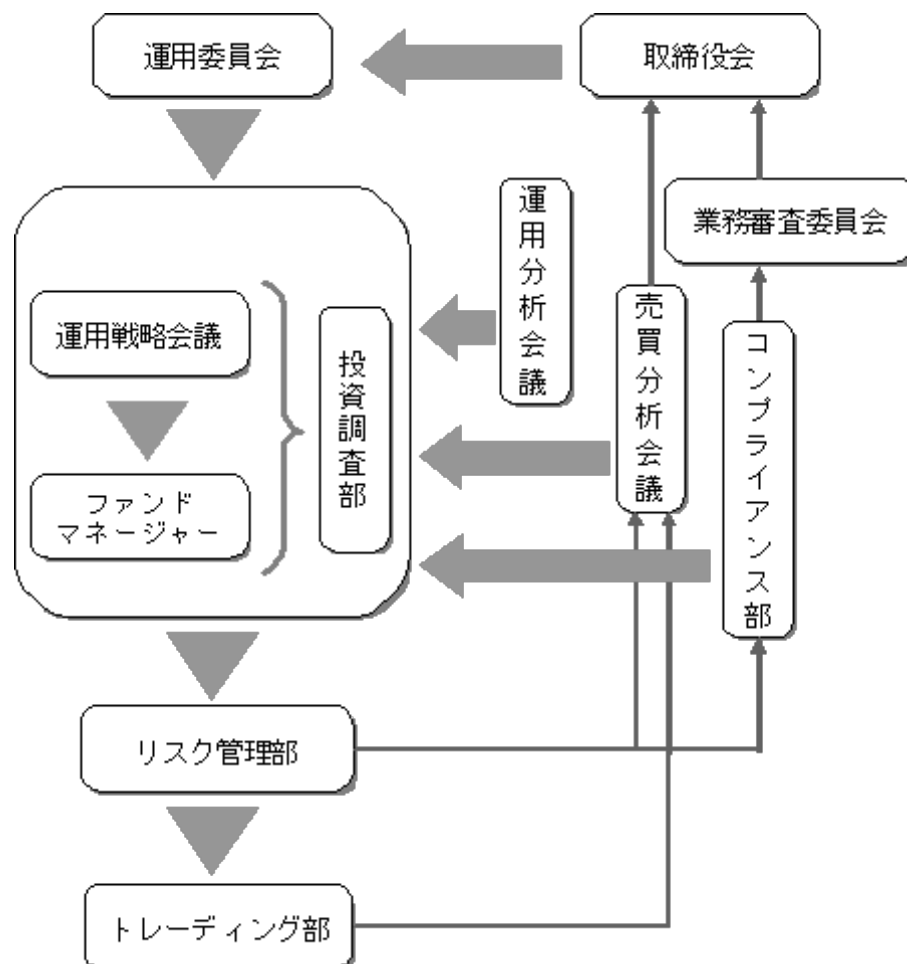 運用委員会
取締役会
運用分析会議
業務審査委員会
売買分析会議
コンプライアンス部
運用戦略会議
投資調査部
ファンド
マネージャー
リスク管理部
トレーディング部